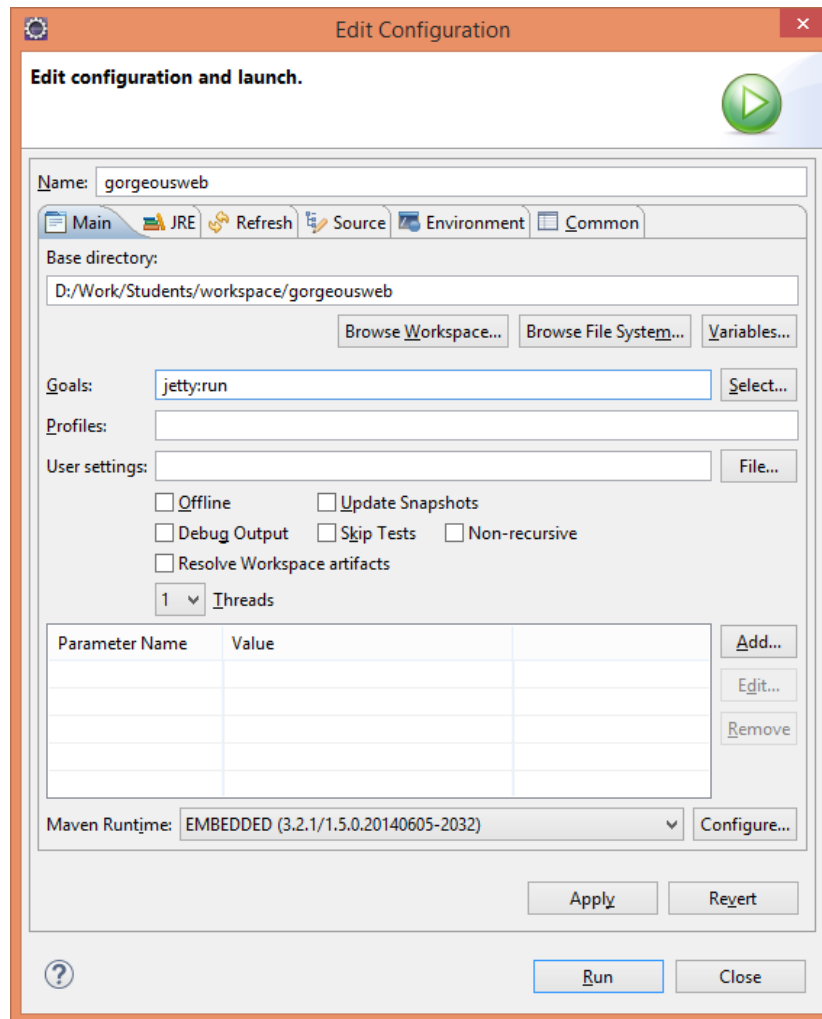 Edit Configuration
Edit configuration and launch.
Name: gorgeousweb
Main JRE Refresh Source Environment Common
Base directory:
D:/Work/Students/workspace/gorgeousweb
Browse Workspace... Browse File System... Variables...
Goals: jetty:run Select...
Profiles:
User settings: File...
Offline Update Snapshots
Debug Output Skip Tests Non-recursive
Resolve Workspace artifacts
1 Threads
Parameter Name Value Add...
Edit...
Remove
Maven Runtime: EMBEDDED (3.2.1/1.5.0.20140605-2032) Configure...
Apply Revert
Run Close